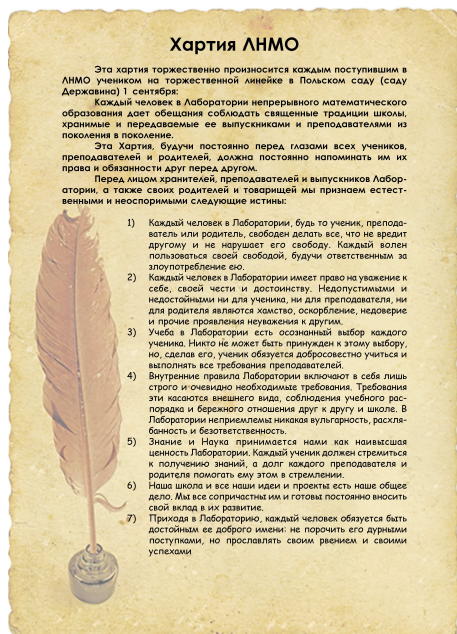 Хартия ЛНМО
Эта хартия торжественно произносится каждым поступившим в
ЛНМО учеником на торжественной линейке в Польском саду (саду
Державина) 1 сентября:
Каждый человек в Лаборатории непрерывного математического
образования дает обещания соблюдать священные традиции школы,
хранимые и передаваемые ее выпускниками и преподавателями из
поколения в поколение.
Эта Хартия, будучи постоянно перед глазами всех учеников,
преподавателей и родителей, должна постоянно напоминать им их
права и обязанности друг перед другом.
Перед лицом хранителей, преподавателей и выпускников Лабор-
атории, а также своих родителей и товарищей мы признаем естест-
венными и неоспоримыми следующие истины:
1) Каждый человек в Лаборатории, будь то ученик, препода-
ватель или родитель, свободен делать все, что не вредит
другому и не нарушает его свободу. Каждый волен
пользоваться своей свободой, будучи ответственным за
злоупотребление ею.
2) Каждый человек в Лаборатории имеет право на уважение к
себе, своей чести и достоинству. Недопустимыми и
недостойными ни для ученика, ни для преподавателя, ни
для родителя являются хамство, оскорбление, недоверие
и прочие проявления неуважения к другим.
3) Учеба в Лаборатории есть осознанный выбор каждого
ученика. Никто не может быть принужден к этому выбору,
но, сделав его, ученик обязуется добросовестно учиться и
выполнять все требования преподавателей.
4) Внутренние правила Лаборатории включают в себя лишь
строго и очевидно необходимые требования. Требования
эти касаются внешнего вида, соблюдения учебного рас-
порядка и бережного отношения друг к другу и школе. В
Лаборатории неприемлемы никакая вульгарность, расхля-
банность и безответственность.
5) Знание и Наука принимается нами как наивысшая
ценность Лаборатории. Каждый ученик должен стремиться
к получению знаний, а долг каждого преподавателя и
родителя помогать ему этом в стремлении.
6) Наша школа и все наши идеи и проекты есть наше общее
дело. Мы все сопричастны им и готовы постоянно вносить
свой вклад в их развитие.
7) Приходя в Лабораторию, каждый человек обязуется быть
достойным ее доброго имени: не порочить его дурными
поступками, но прославлять своим рвением и своими
успехами